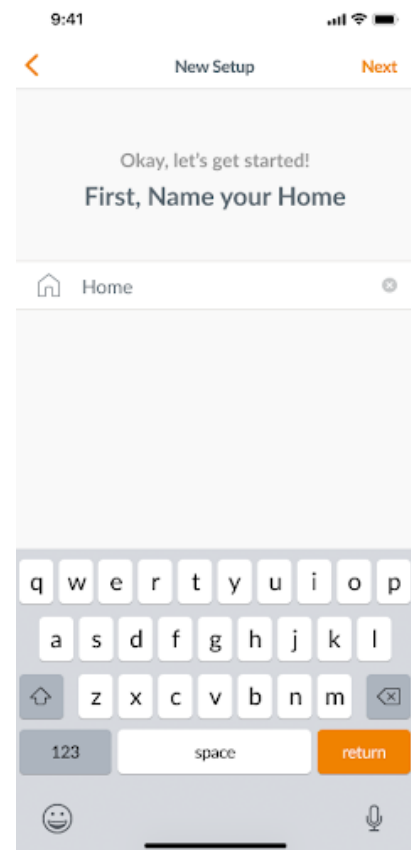 9:41
New Setup
Next
Okay, let's get started!
First, Name your Home
Home
q w e r t y u i o p
a s d f g h j k l
z x c v b n m
123 space return